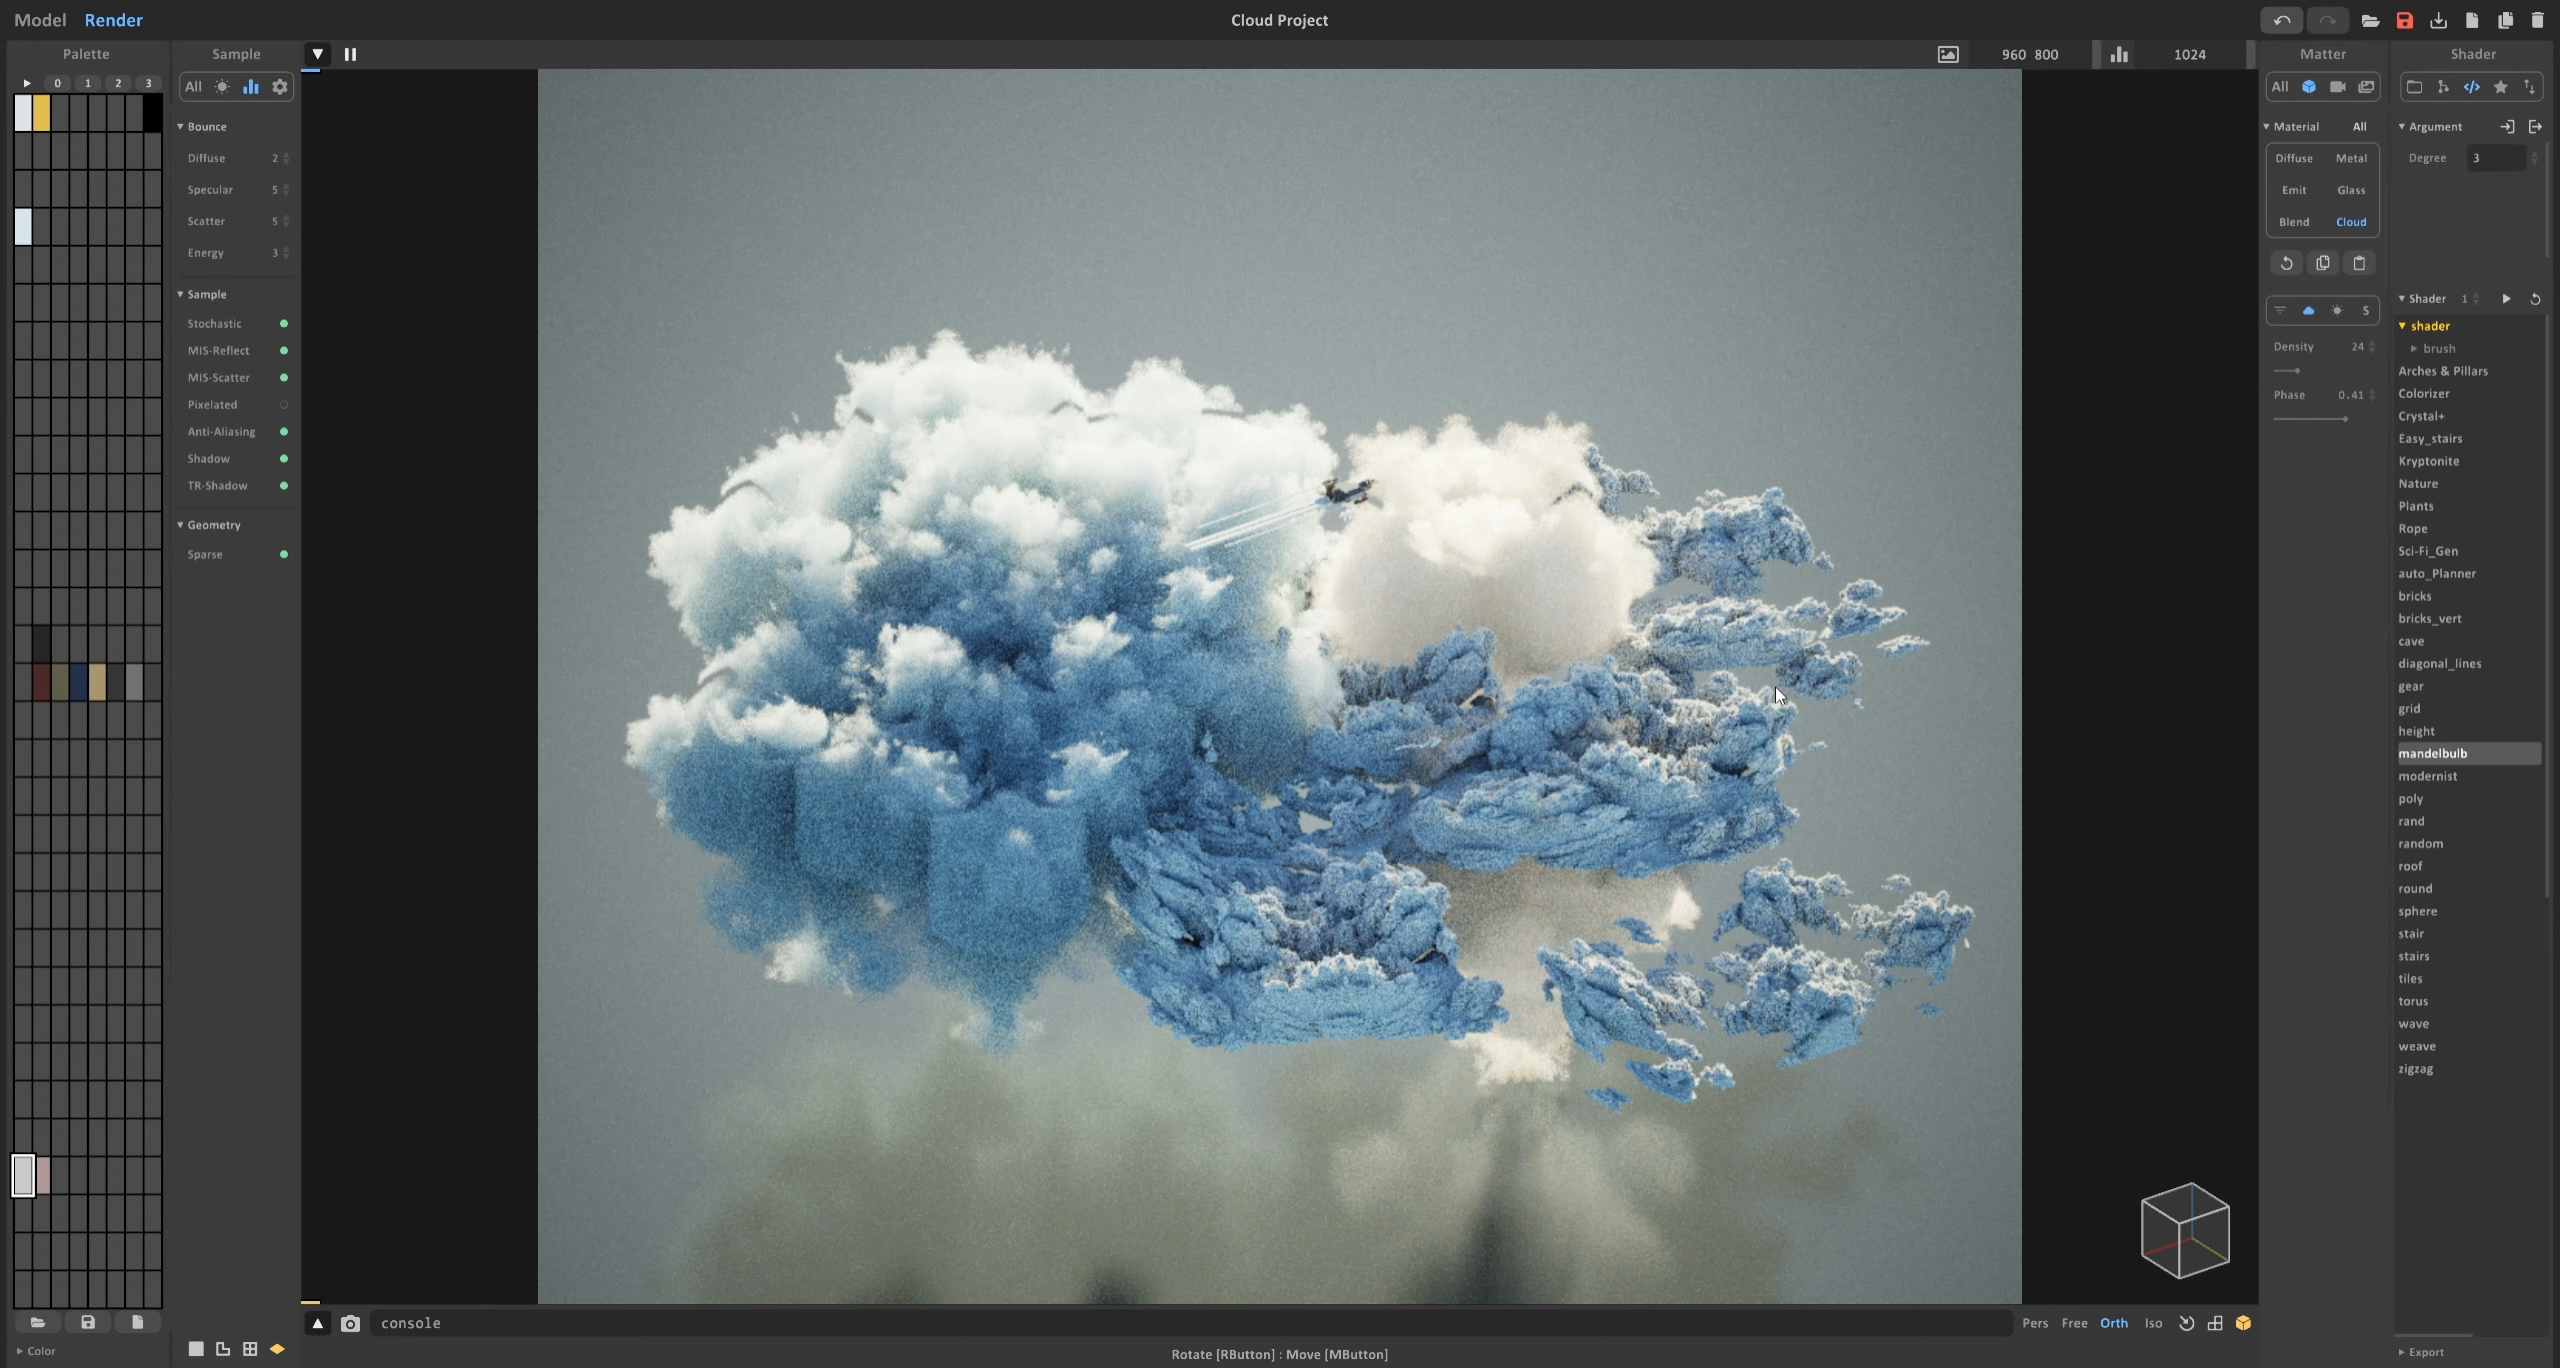 Model Render
Cloud Project
Palette
0 1 2 3
Color
Sample
All
Bounce
Diffuse 2
Specular 5
Scatter 5
Energy 3
Sample
Stochastic
MIS-Reflect
MIS-Scatter
Pixelated
Anti-Aliasing
Shadow
TR-Shadow
Geometry
Sparse
960 800
1024
console
Pers Free Orth Iso
Rotate [RButton] : Move [MButton]
Matter
All
Material All
Diffuse Metal
Emit Glass
Blend Cloud
S
Density 24
Phase 0.41
Shader
Argument
Degree 3
Shader 1
shader
brush
Arches & Pillars
Colorizer
Crystal+
Easy_stairs
Kryptonite
Nature
Plants
Rope
Sci-Fi_Gen
auto_Planner
bricks
bricks_vert
cave
diagonal_lines
gear
grid
height
mandelbulb
modernist
poly
rand
random
roof
round
sphere
stair
stairs
tiles
torus
wave
weave
zigzag
Export